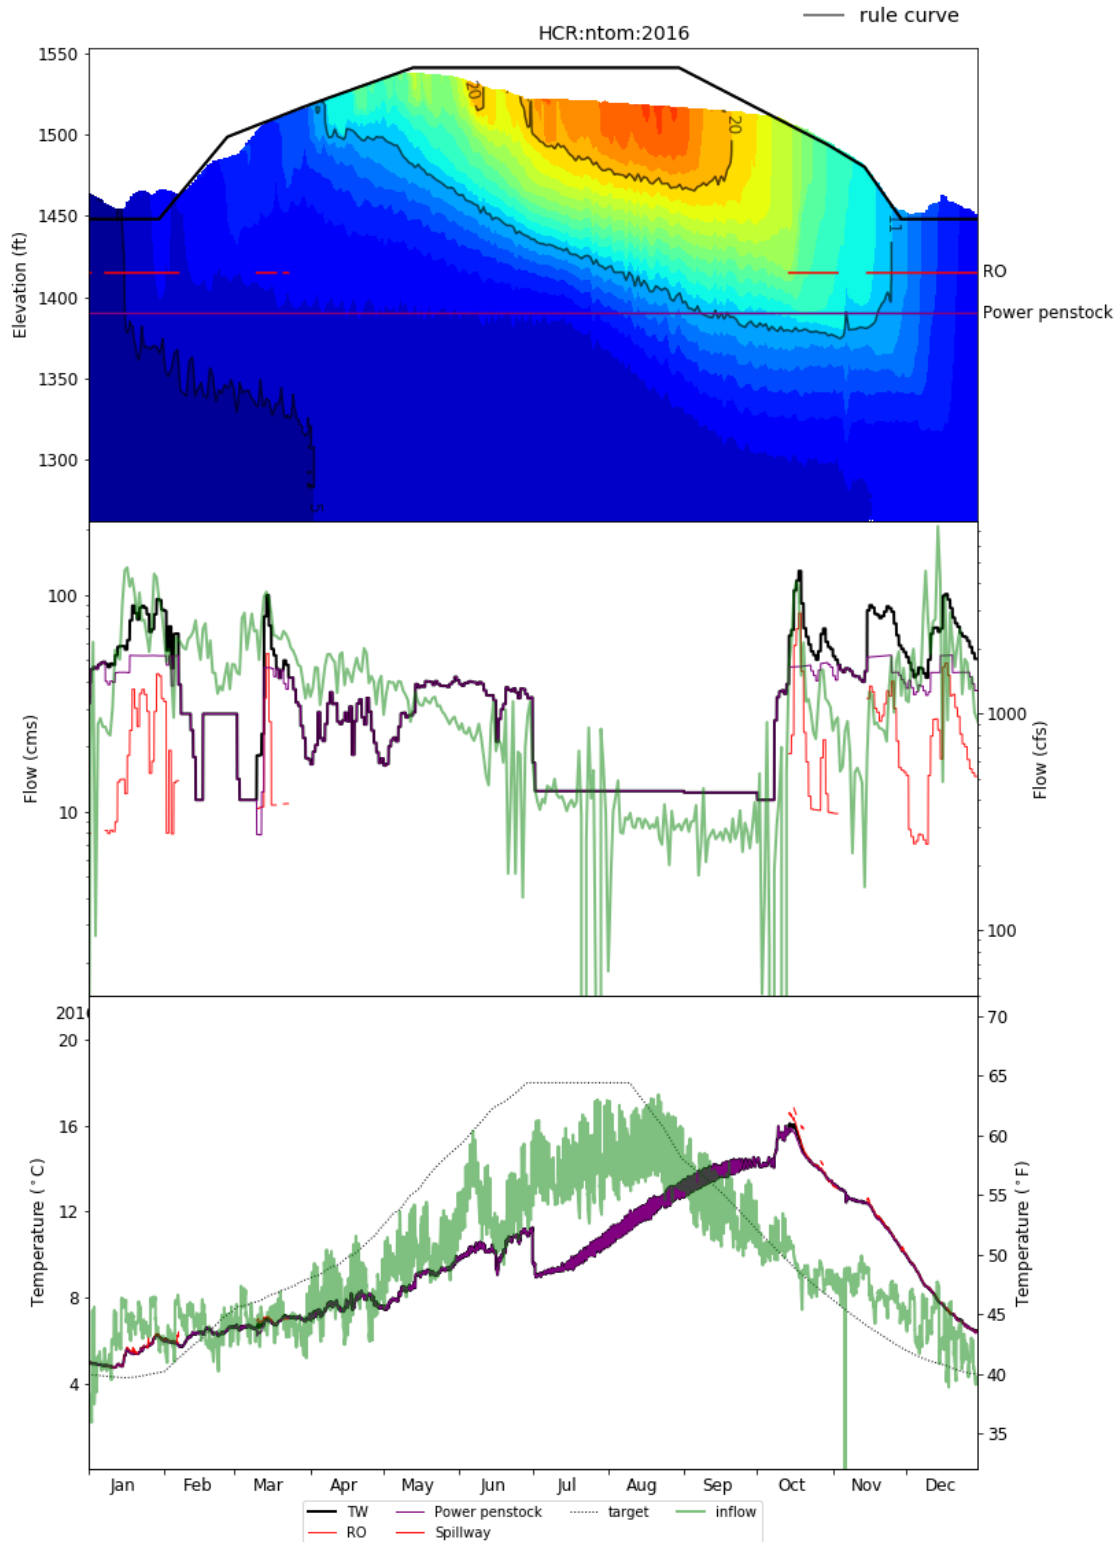 rule curve
HCR:ntom:2016
1550
1500
1450
1400
1350
1300
Elevation (ft)
20
20
11
5
RO
Power penstock
100
10
Flow (cms)
1000
100
Flow (cfs)
201
20
16
12
8
4
Temperature (°C)
70
65
60
55
50
45
40
35
Temperature (°F)
Jan Feb Mar Apr May Jun Jul Aug Sep Oct Nov Dec
TW Power penstock target inflow
RO Spillway